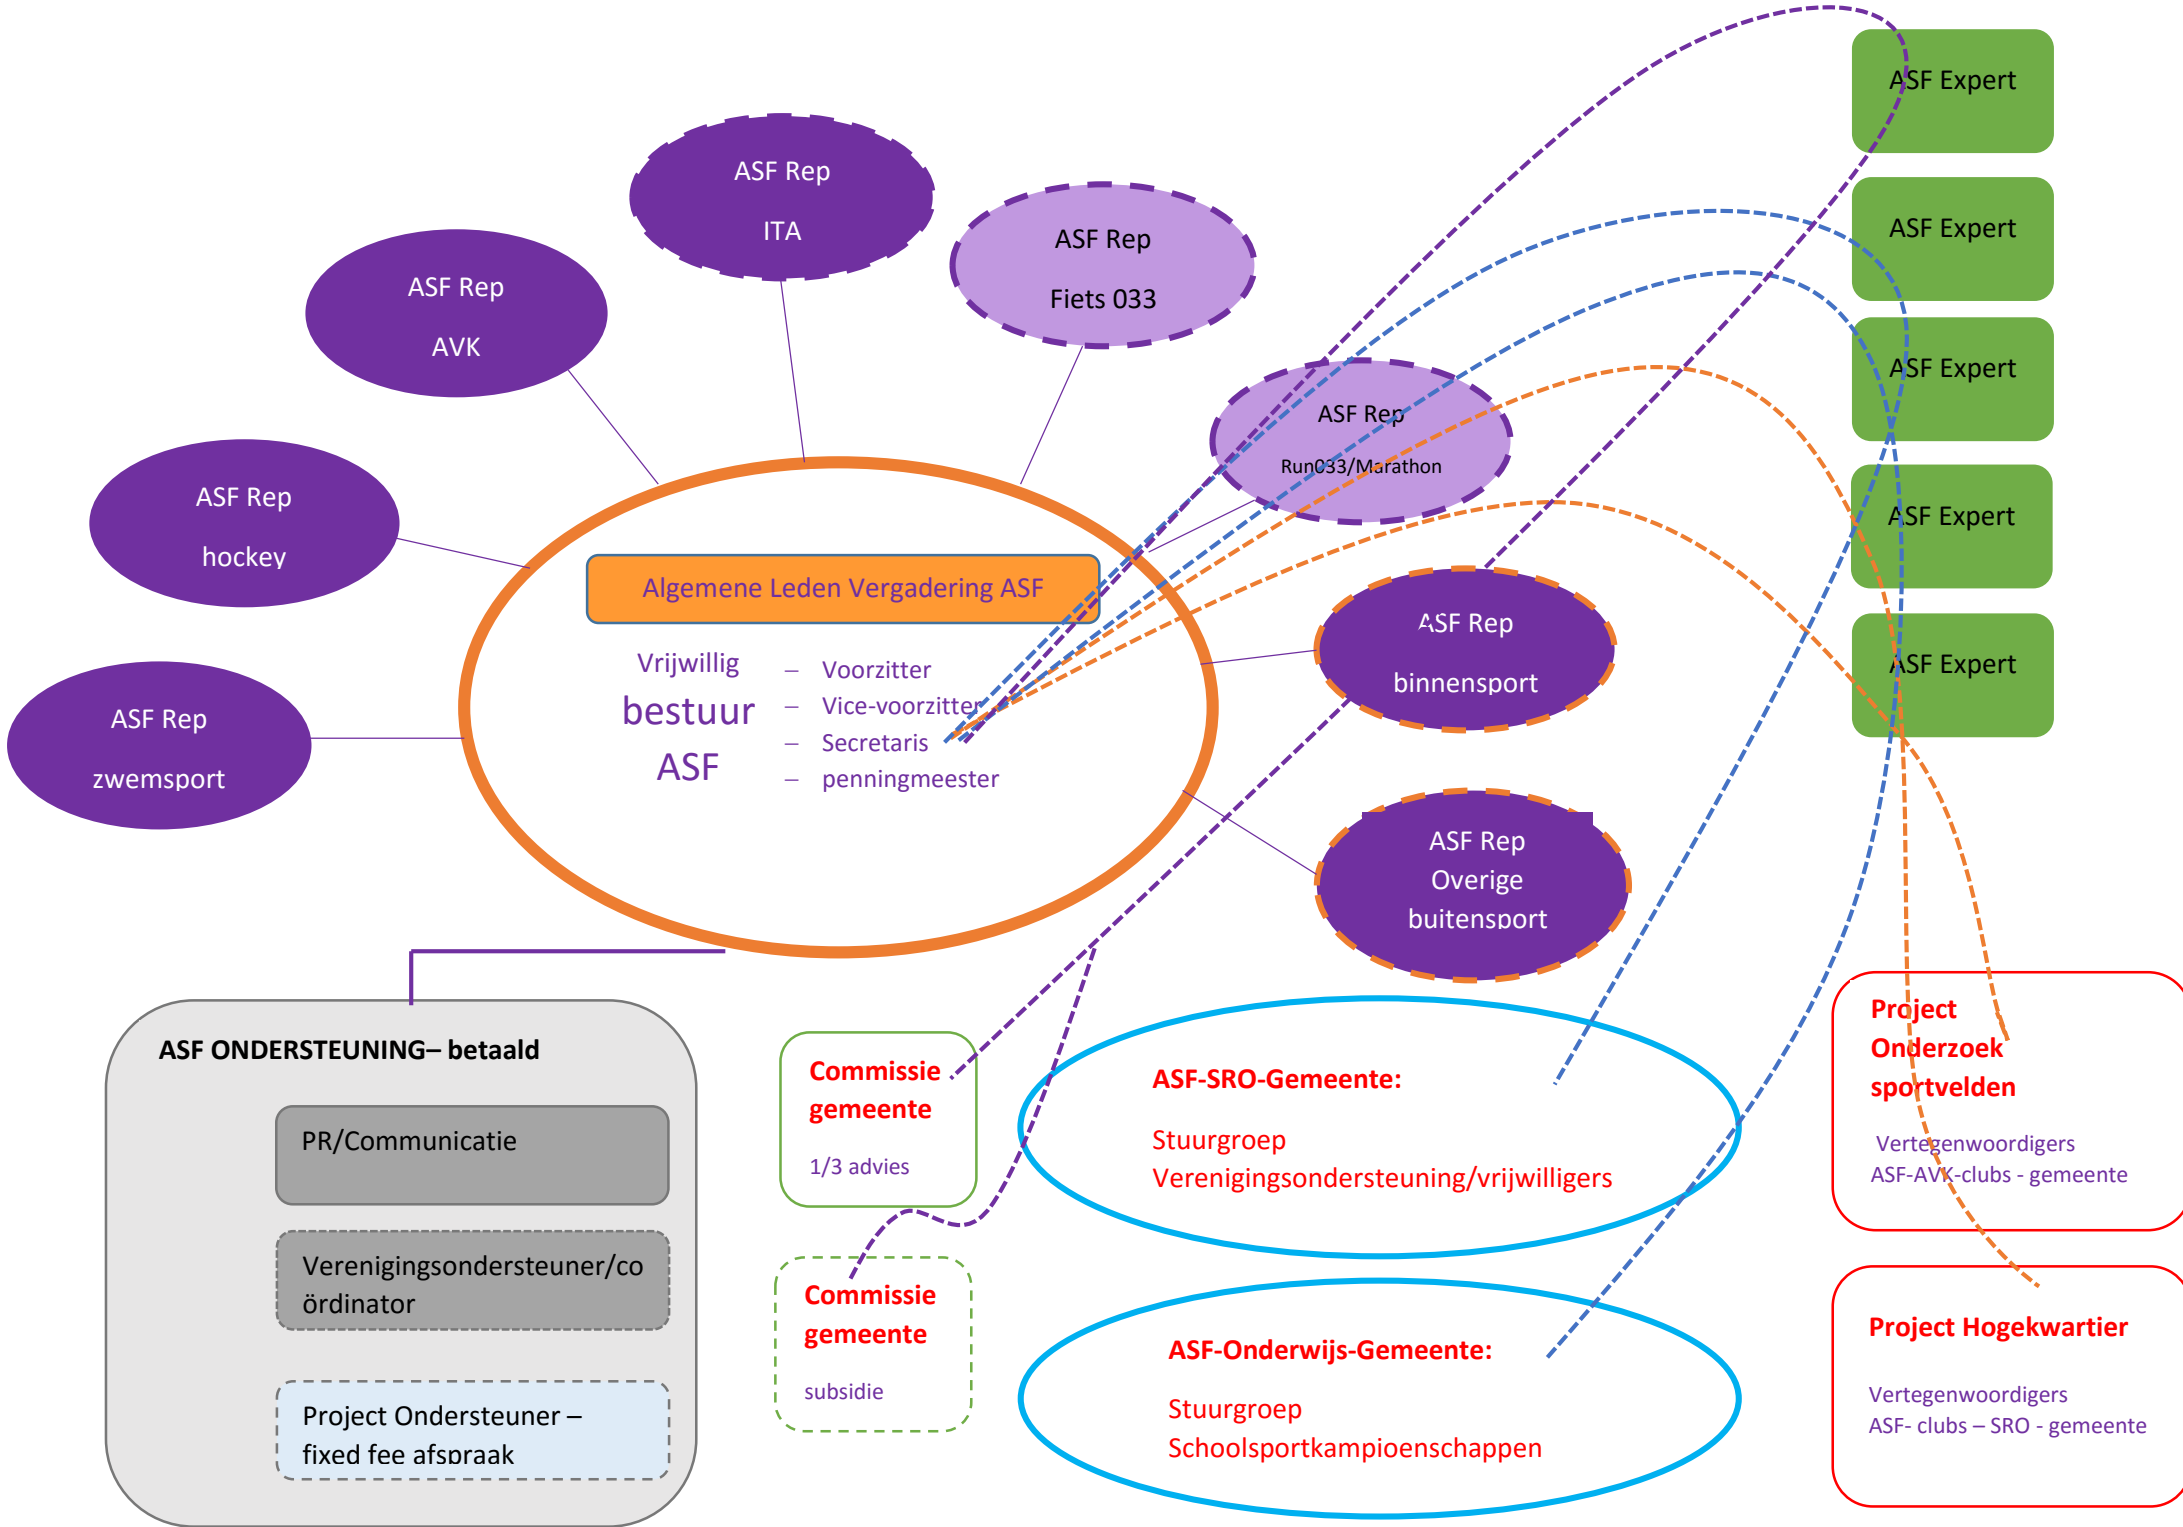 ASF Expert
ASF Rep
ITA
ASF Rep
Fiets 033
ASF Expert
ASF Rep
AVK
ASF Expert
ASF Rep
Run033/Marathon
ASF Rep
hockey
ASF Expert
Algemene Leden Vergadering ASF
ASF Rep
binnensport
ASF Expert
Vrijwillig
bestuur
ASF
– Voorzitter
– Vice-voorzitter
– Secretaris
– penningmeester
ASF Rep
zwemsport
ASF Rep
Overige
buitensport
ASF ONDERSTEUNING– betaald
PR/Communicatie
Verenigingsondersteuner/co
ördinator
Project Ondersteuner –
fixed fee afspraak
Commissie
gemeente
1/3 advies
Commissie
gemeente
subsidie
ASF-SRO-Gemeente:
Stuurgroep
Verenigingsondersteuning/vrijwilligers
ASF-Onderwijs-Gemeente:
Stuurgroep
Schoolsportkampioenschappen
Project
Onderzoek
sportvelden
Vertegenwoordigers
ASF-AVK-clubs - gemeente
Project Hogekwartier
Vertegenwoordigers
ASF- clubs – SRO - gemeente